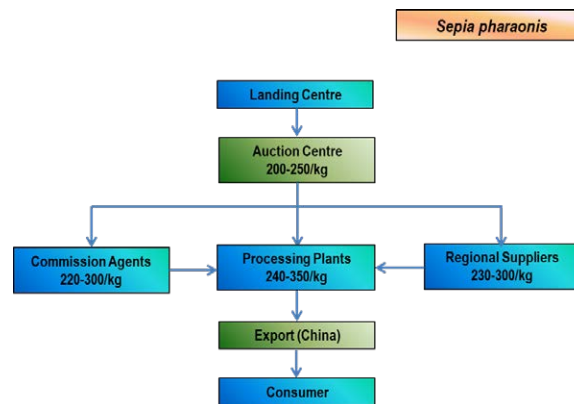 Sepia pharaonis
Landing Centre
Auction Centre
200-250/kg
Commission Agents
220-300/kg
Processing Plants
240-350/kg
Regional Suppliers
230-300/kg
Export (China)
Consumer